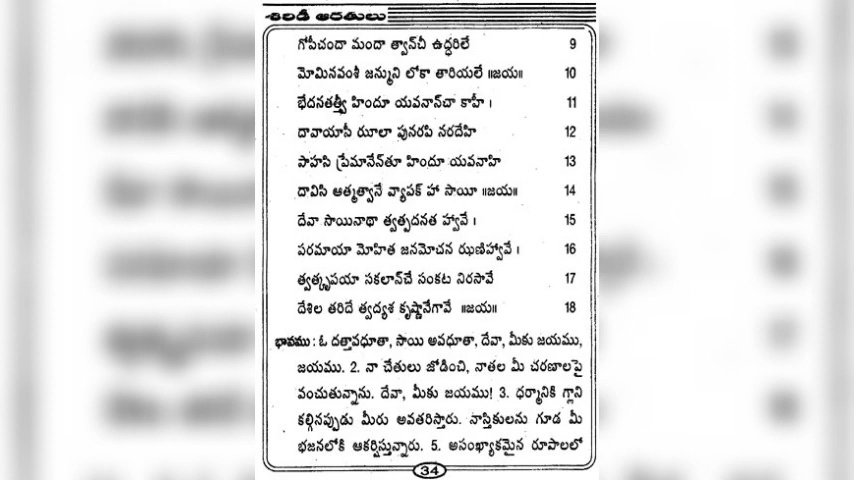 శిరిడీ ఆరతులు
గోపీచందా మందా త్వాన్‌చీ ఉద్ధరిలే 9
మోమినవంశీ జన్ముని లోకా తారియలే ॥జయ॥ 10
భేదనతత్త్వీ హిందూ యవనాన్‌చా కాహీ। 11
దావాయాసీ ఝాలా పునరపి నరదేహి 12
పాహసి ప్రేమానేన్‌తూ హిందూ యవనాహి 13
దావిసి ఆత్మత్వానే వ్యాపక్ హా సాయీ ॥జయ॥ 14
దేవా సాయినాథా త్వత్పదనత హ్వావే। 15
పరమాయా మోహిత జనమోచన ఝణిహ్వావే। 16
త్వత్కృపయా సకలాన్‌చే సంకట నిరసావే 17
దేశిల తరిదే త్వద్యశ కృష్ణానేగావే ॥జయ॥ 18
భావము : ఓ దత్తావధూతా, సాయి అవధూతా, దేవా, మీకు జయము,
జయము. 2. నా చేతులు జోడించి, నాతల మీ చరణాలపై
వంచుతున్నాను. దేవా, మీకు జయము! 3. ధర్మానికి గ్లాని
కల్గినప్పుడు మీరు అవతరిస్తారు. నాస్తికులను గూడ మీ
భజనలోకి ఆకర్షిస్తున్నారు. 5. అసంఖ్యాకమైన రూపాలలో
34